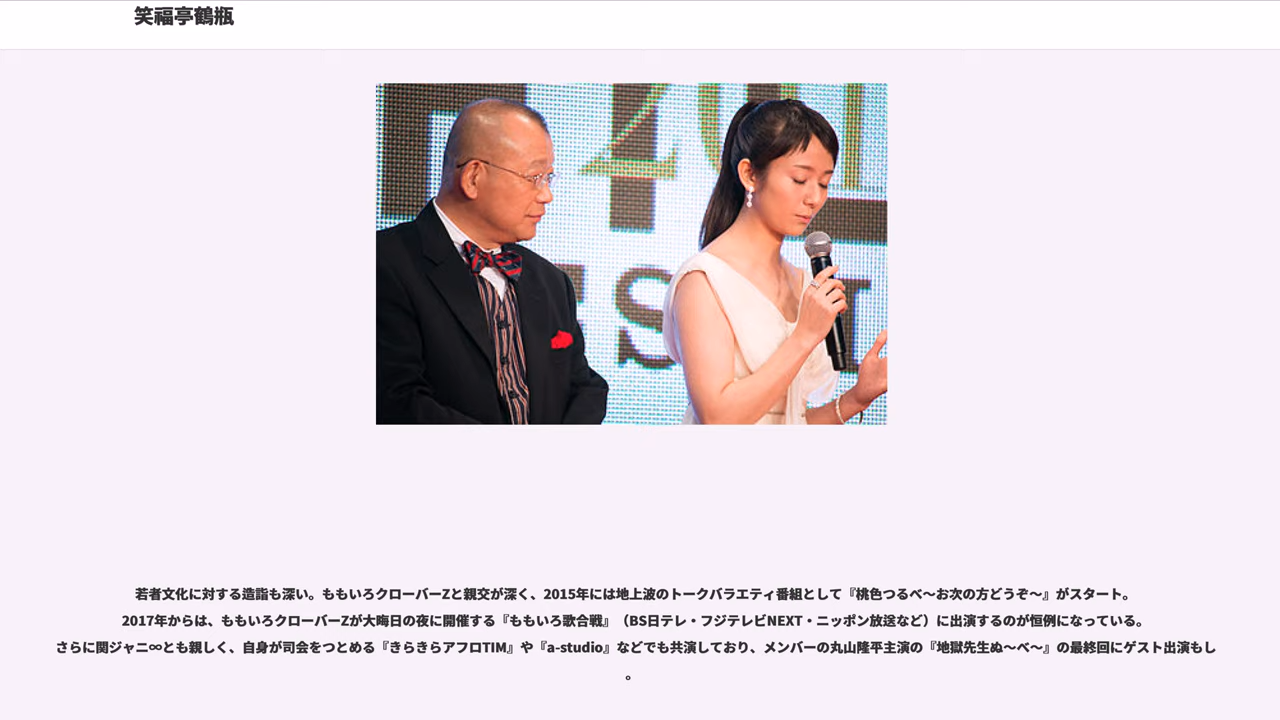 笑福亭鶴瓶
201
ES
若者文化に対する造詣も深い。ももいろクローバーZと親交が深く、2015年には地上波のトークバラエティ番組として『桃色つるべ〜お次の方どうぞ〜』がスタート。
2017年からは、ももいろクローバーZが大晦日の夜に開催する『ももいろ歌合戦』（BS日テレ・フジテレビNEXT・ニッポン放送など）に出演するのが恒例になっている。
さらに関ジャニ∞とも親しく、自身が司会をつとめる『きらきらアフロTIM』や『a-studio』などでも共演しており、メンバーの丸山隆平主演の『地獄先生ぬ〜べ〜』の最終回にゲスト出演もし
。